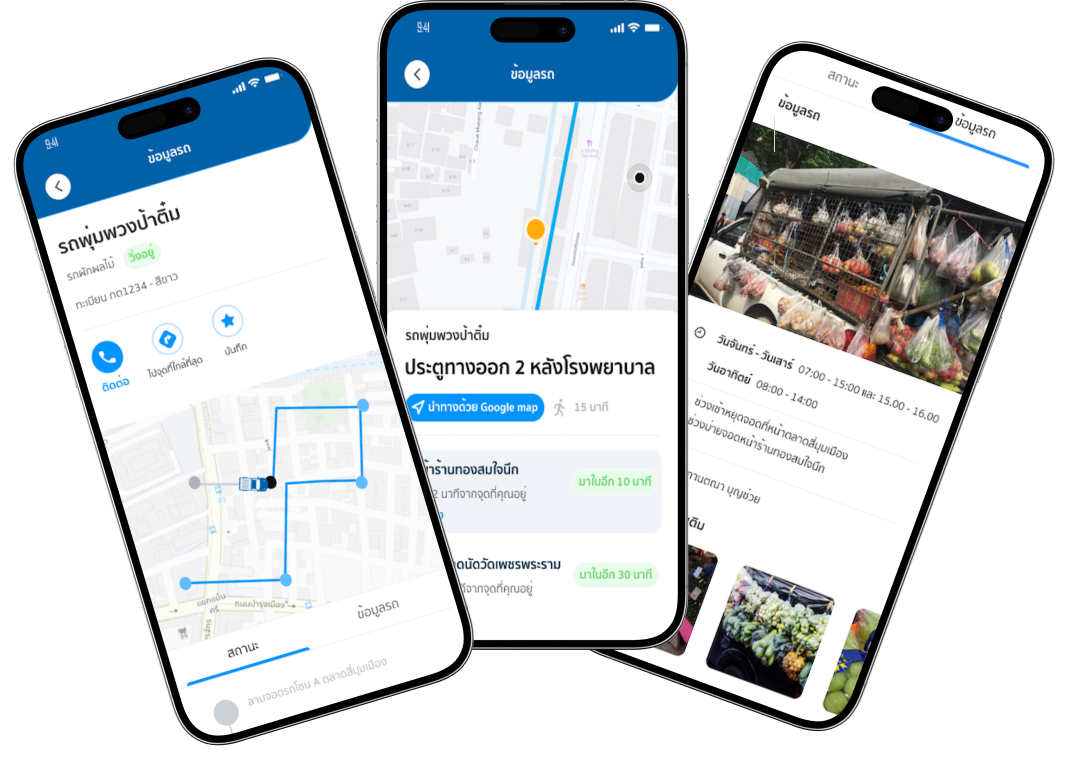 9:41
ข้อมูลรถ
รถพุ่มพวงป้าติ๋ม
รถผักผลไม้ วิ่งอยู่
ทะเบียน กด1234 - สีขาว
ติดต่อ
ไปจุดที่ใกล้ที่สุด
บันทึก
ถนนบำรุงเมือง
สถานะ
ข้อมูลรถ
ลานจอดรถโซน A ตลาดสี่มุมเมือง
9:41
ข้อมูลรถ
รถพุ่มพวงป้าติ๋ม
ประตูทางออก 2 หลังโรงพยาบาล
นำทางด้วย Google map 15 นาที
ร้านทองสมใจนึก
2 นาทีจากจุดที่คุณอยู่
มาในอีก 10 นาที
ดนัดวัดเพชรพระราม
ทีจากจุดที่คุณอยู่
มาในอีก 30 นาที
สถานะ
ข้อมูลรถ
ข้อมูลรถ
วันจันทร์ - วันเสาร์ 07:00 - 15:00 และ 15.00 - 16.00
วันอาทิตย์ 08:00 - 14:00
ช่วงเช้าหยุดจอดที่หน้าตลาดสี่มุมเมือง
ช่วงบ่ายจอดหน้าร้านทองสมใจนึก
บุญช่วย